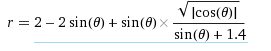 r = 2 − 2 sin(θ) + sin(θ) × √|cos(θ)| / (sin(θ) + 1.4)